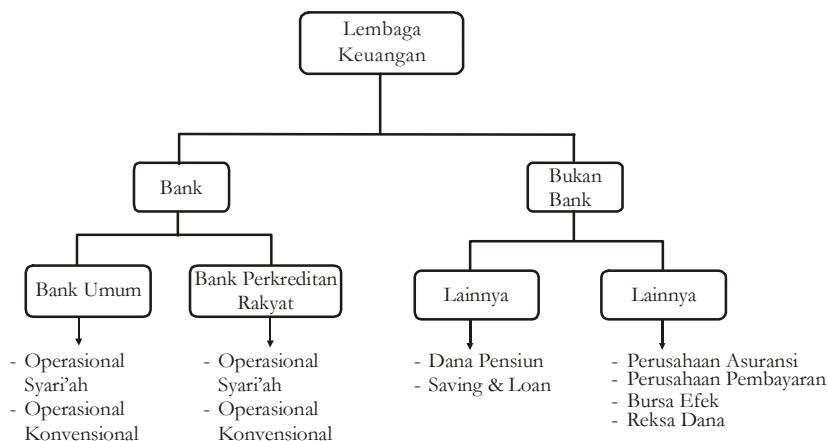 Lembaga
Keuangan
Bank
Bukan
Bank
Bank Umum
Bank Perkreditan
Rakyat
Lainnya
Lainnya
- Operasional
Syari'ah
- Operasional
Konvensional
- Operasional
Syari'ah
- Operasional
Konvensional
- Dana Pensiun
- Saving & Loan
- Perusahaan Asuransi
- Perusahaan Pembayaran
- Bursa Efek
- Reksa Dana